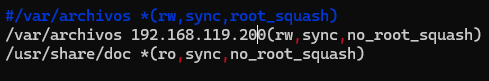 #/var/archivos *(rw,sync,root_squash)
/var/archivos 192.168.119.200(rw,sync,no_root_squash)
/usr/share/doc *(ro,sync,no_root_squash)